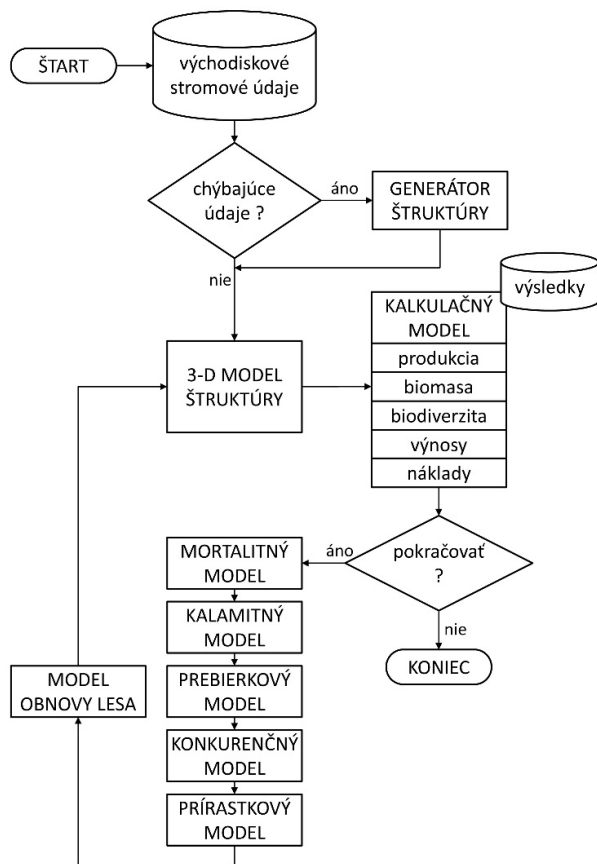 ŠTART
východiskové
stromové údaje
chýbajúce
údaje ?
áno
GENERÁTOR
ŠTRUKTÚRY
nie
výsledky
KALKULAČNÝ
MODEL
produkcia
biomasa
biodiverzita
výnosy
náklady
3-D MODEL
ŠTRUKTÚRY
pokračovať
?
áno
nie
KONIEC
MORTALITNÝ
MODEL
KALAMITNÝ
MODEL
PREBIERKOVÝ
MODEL
KONKURENČNÝ
MODEL
PRÍRASTKOVÝ
MODEL
MODEL
OBNOVY LESA